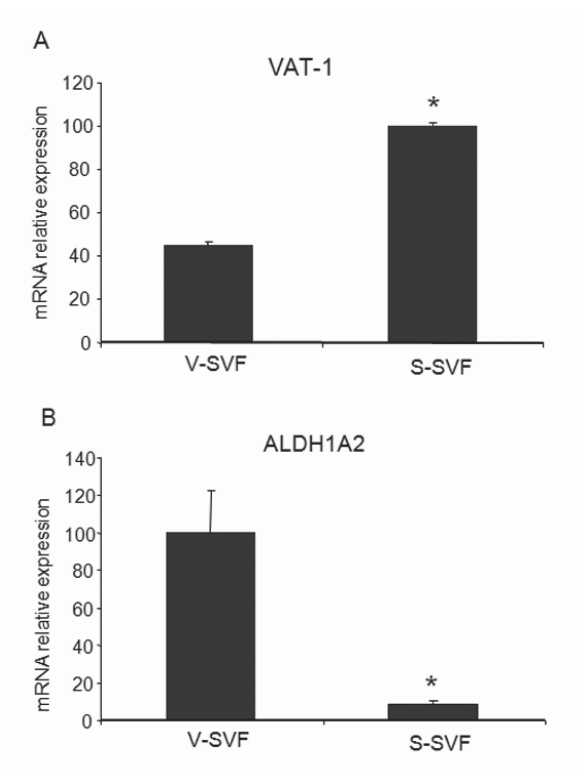 A
VAT-1
mRNA relative expression
120
100
80
60
40
20
0
*
V-SVF S-SVF
B
ALDH1A2
mRNA relative expression
140
120
100
80
60
40
20
0
*
V-SVF S-SVF